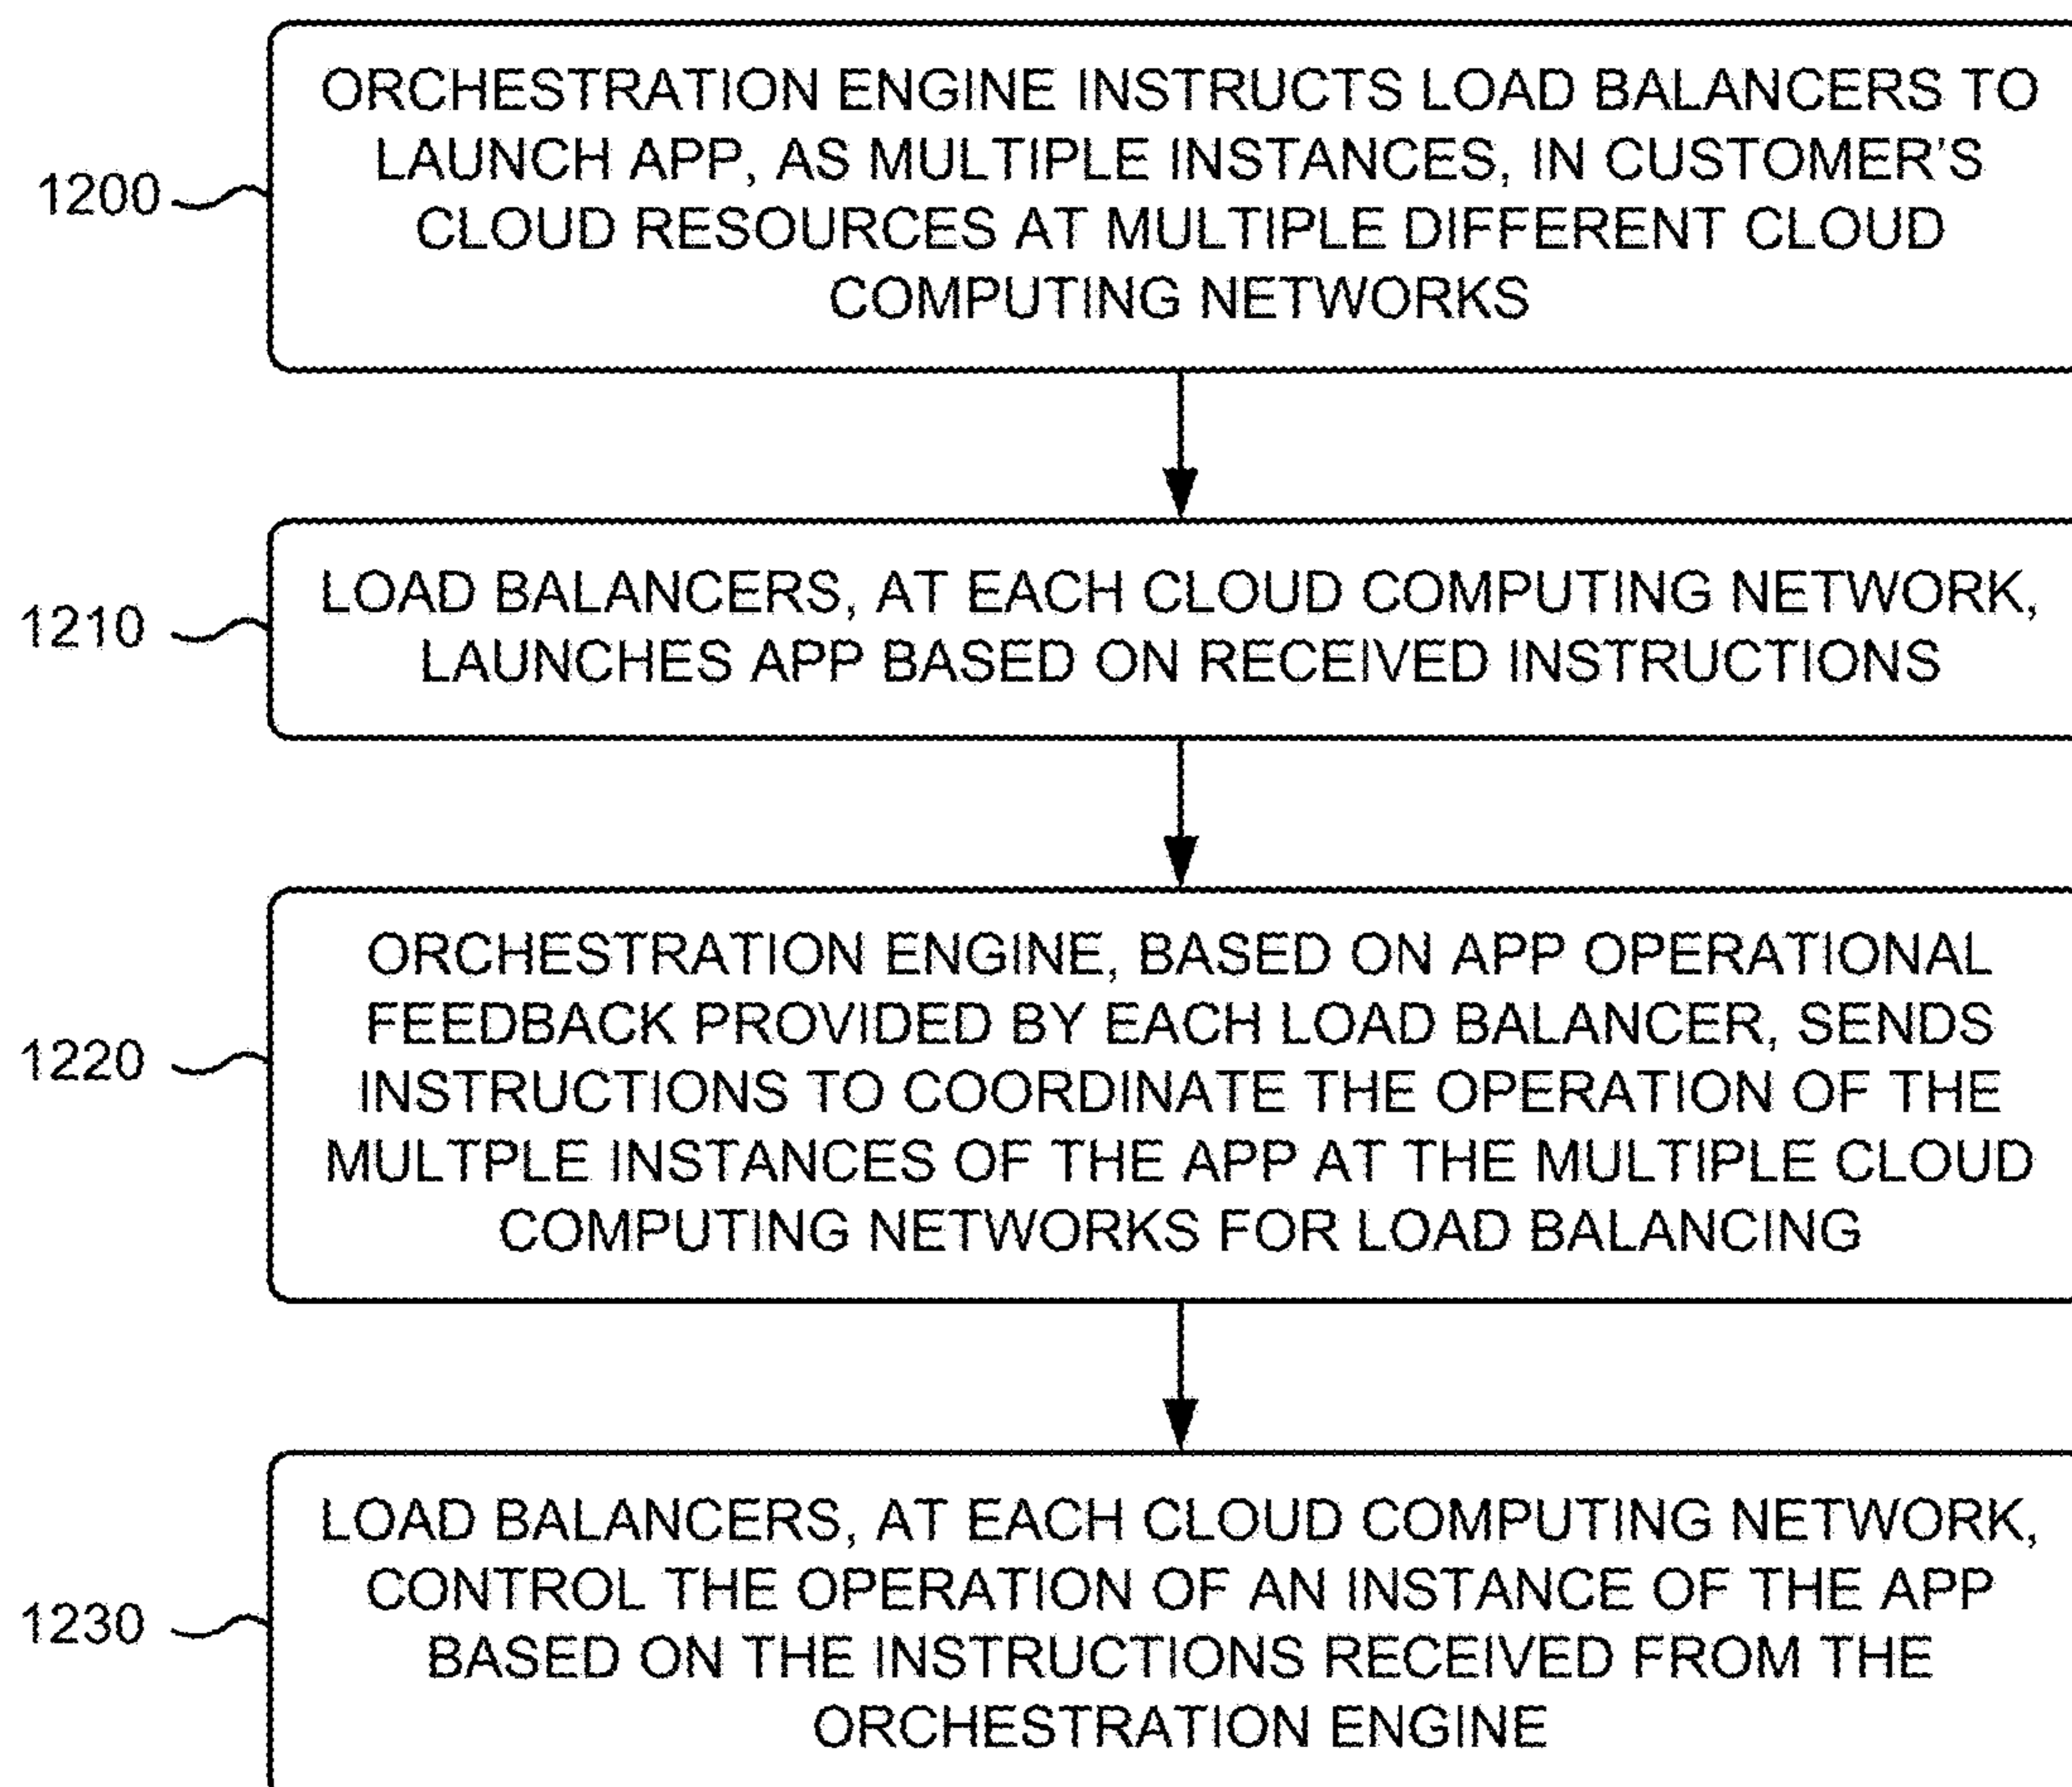 1200
ORCHESTRATION ENGINE INSTRUCTS LOAD BALANCERS TO
LAUNCH APP, AS MULTIPLE INSTANCES, IN CUSTOMER'S
CLOUD RESOURCES AT MULTIPLE DIFFERENT CLOUD
COMPUTING NETWORKS
1210
LOAD BALANCERS, AT EACH CLOUD COMPUTING NETWORK,
LAUNCHES APP BASED ON RECEIVED INSTRUCTIONS
1220
ORCHESTRATION ENGINE, BASED ON APP OPERATIONAL
FEEDBACK PROVIDED BY EACH LOAD BALANCER, SENDS
INSTRUCTIONS TO COORDINATE THE OPERATION OF THE
MULTPLE INSTANCES OF THE APP AT THE MULTIPLE CLOUD
COMPUTING NETWORKS FOR LOAD BALANCING
1230
LOAD BALANCERS, AT EACH CLOUD COMPUTING NETWORK,
CONTROL THE OPERATION OF AN INSTANCE OF THE APP
BASED ON THE INSTRUCTIONS RECEIVED FROM THE
ORCHESTRATION ENGINE